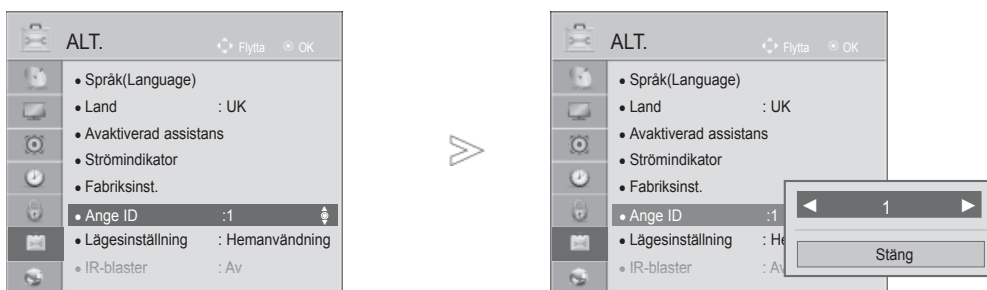 ALT.
Flytta OK
● Språk(Language)
● Land : UK
● Avaktiverad assistans
● Strömindikator
● Fabriksinst.
● Ange ID :1
● Lägesinställning : Hemanvändning
● IR-blaster : Av
ALT.
Flytta OK
● Språk(Language)
● Land : UK
● Avaktiverad assistans
● Strömindikator
● Fabriksinst.
● Ange ID :1
● Lägesinställning : He
● IR-blaster : Av
◄ 1 ►
Stäng